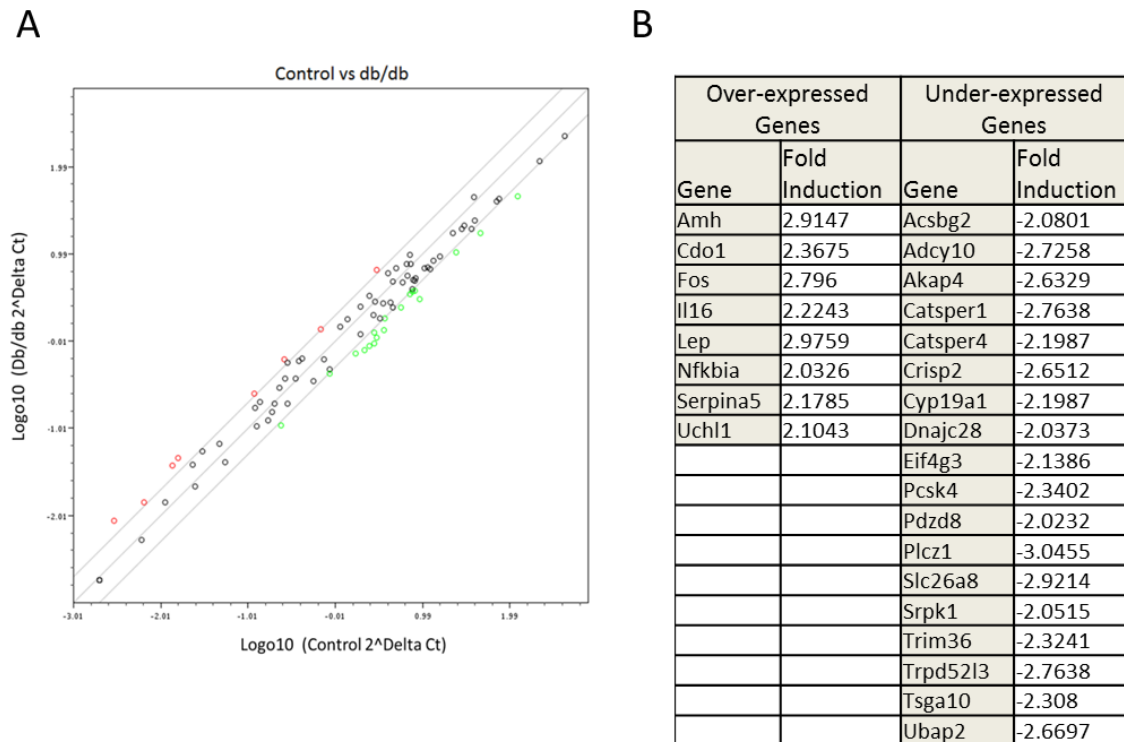 A
B
Control vs db/db
1.99
0.99
-0.01
-1.01
-2.01
Logo10 (Db/db 2^Delta Ct)
-3.01 -2.01 -1.01 -0.01 0.99 1.99
Logo10 (Control 2^Delta Ct)
Over-expressed Under-expressed
Genes Genes
Fold Fold
Gene Induction Gene Induction
Amh 2.9147 Acsbg2 -2.0801
Cdo1 2.3675 Adcy10 -2.7258
Fos 2.796 Akap4 -2.6329
Il16 2.2243 Catsper1 -2.7638
Lep 2.9759 Catsper4 -2.1987
Nfkbia 2.0326 Crisp2 -2.6512
Serpina5 2.1785 Cyp19a1 -2.1987
Uchl1 2.1043 Dnajc28 -2.0373
Eif4g3 -2.1386
Pcsk4 -2.3402
Pdzd8 -2.0232
Plcz1 -3.0455
Slc26a8 -2.9214
Srpk1 -2.0515
Trim36 -2.3241
Trpd52l3 -2.7638
Tsga10 -2.308
Ubap2 -2.6697